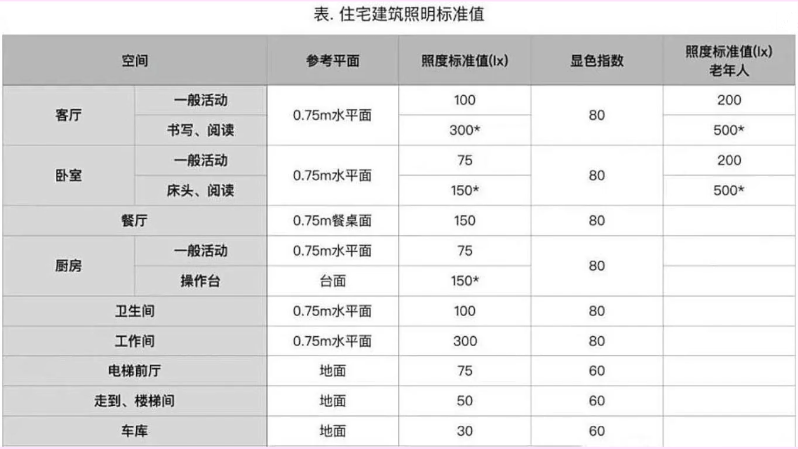 表. 住宅建筑照明标准值
空间 参考平面 照度标准值(lx) 显色指数 照度标准值(lx) 老年人
客厅 一般活动 0.75m水平面 100 80 200
书写、阅读 300* 500*
卧室 一般活动 0.75m水平面 75 80 200
床头、阅读 150* 500*
餐厅 0.75m餐桌面 150 80
厨房 一般活动 0.75m水平面 75 80
操作台 台面 150*
卫生间 0.75m水平面 100 80
工作间 0.75m水平面 300 80
电梯前厅 地面 75 60
走到、楼梯间 地面 50 60
车库 地面 30 60